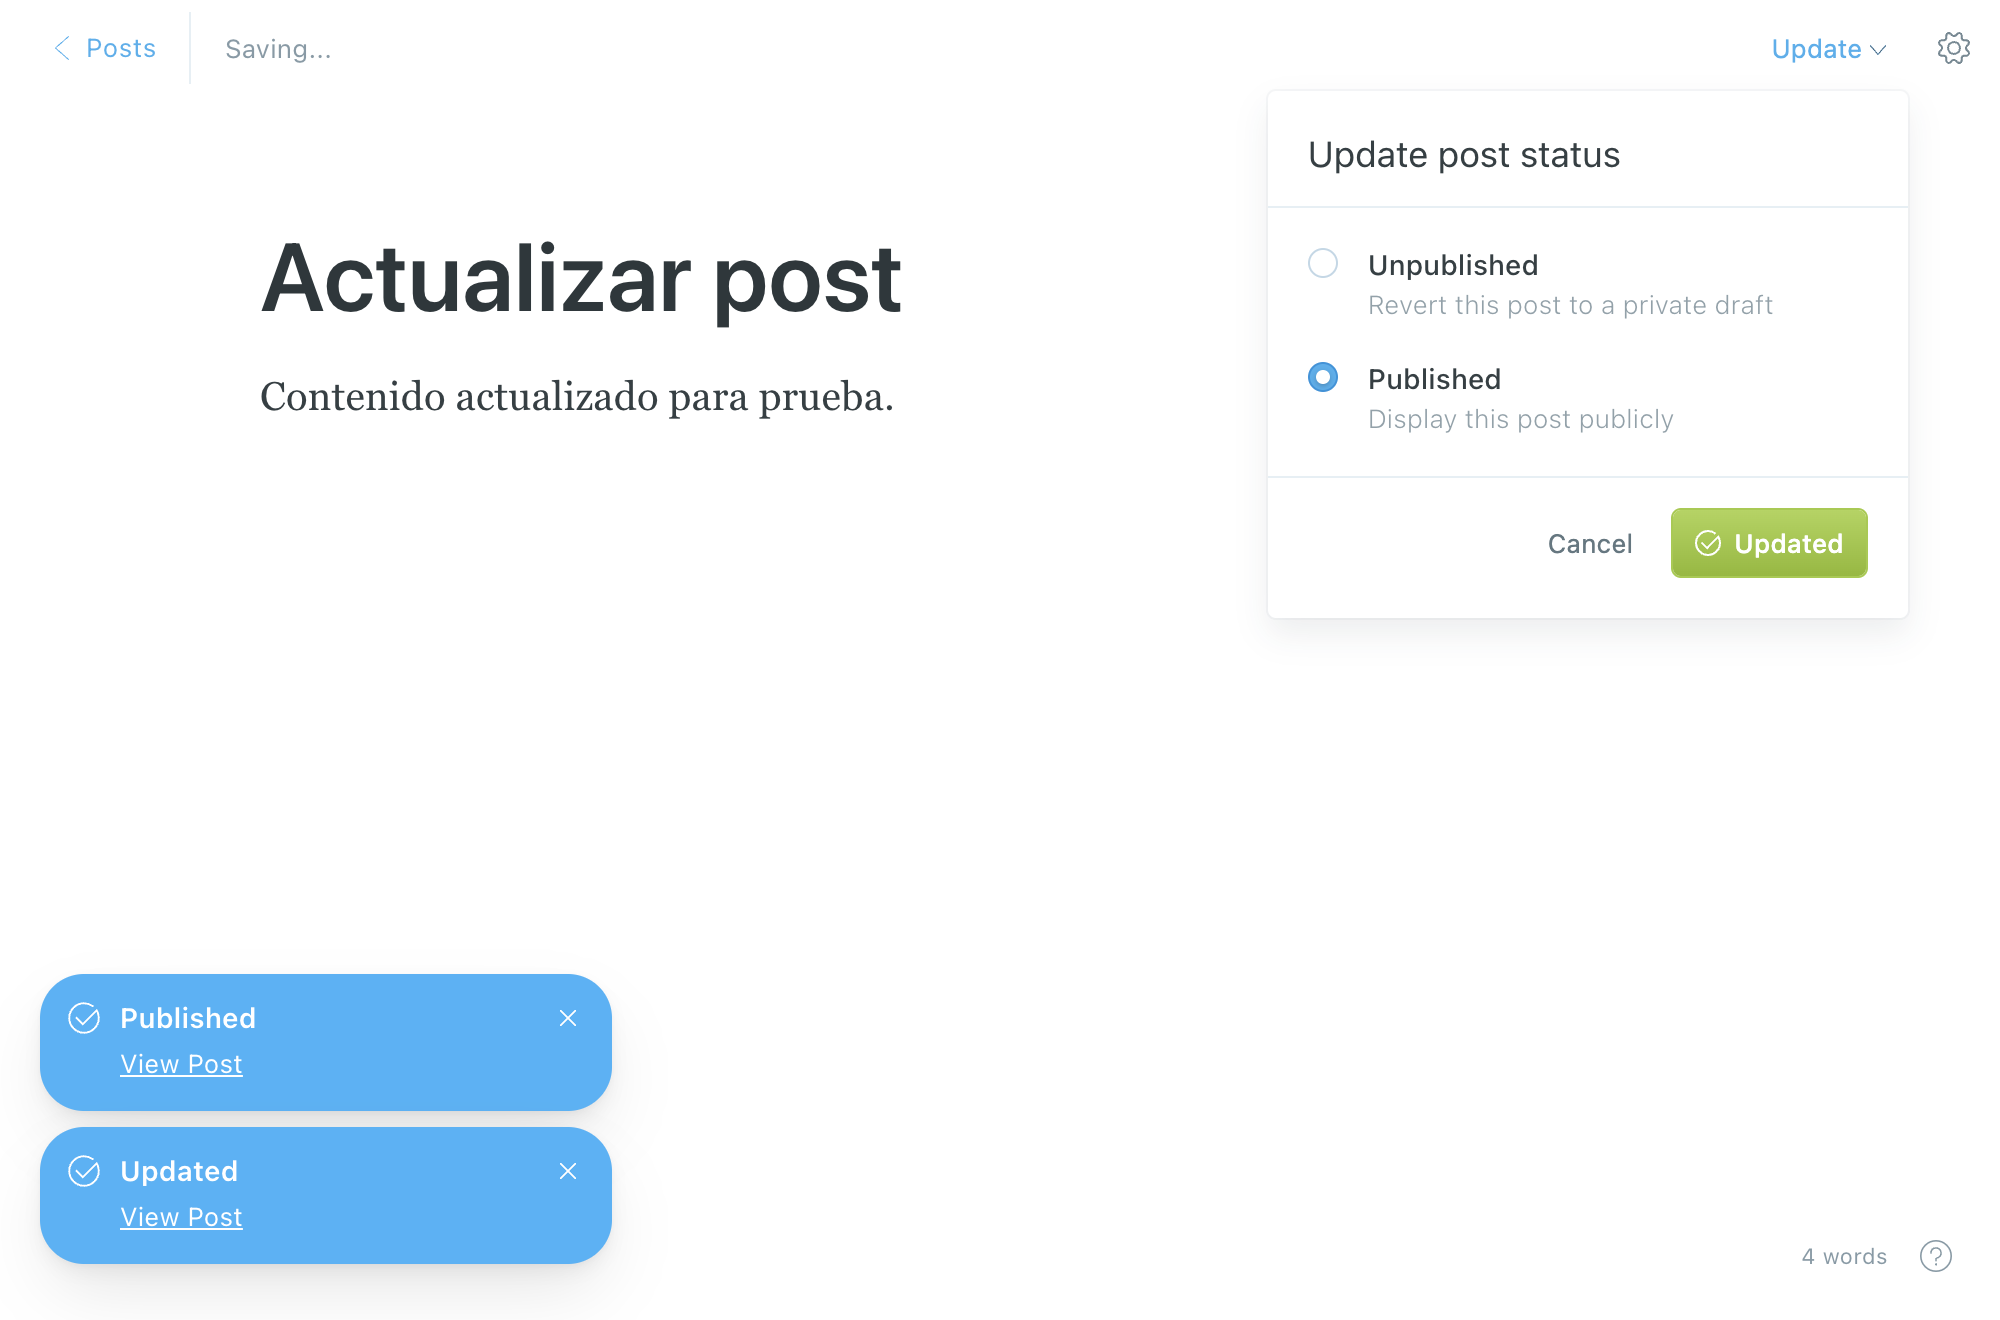 Posts
Saving...
Update
Update post status
Actualizar post
Unpublished
Revert this post to a private draft
Contenido actualizado para prueba.
Published
Display this post publicly
Cancel
Updated
Published
View Post
Updated
View Post
4 words
?